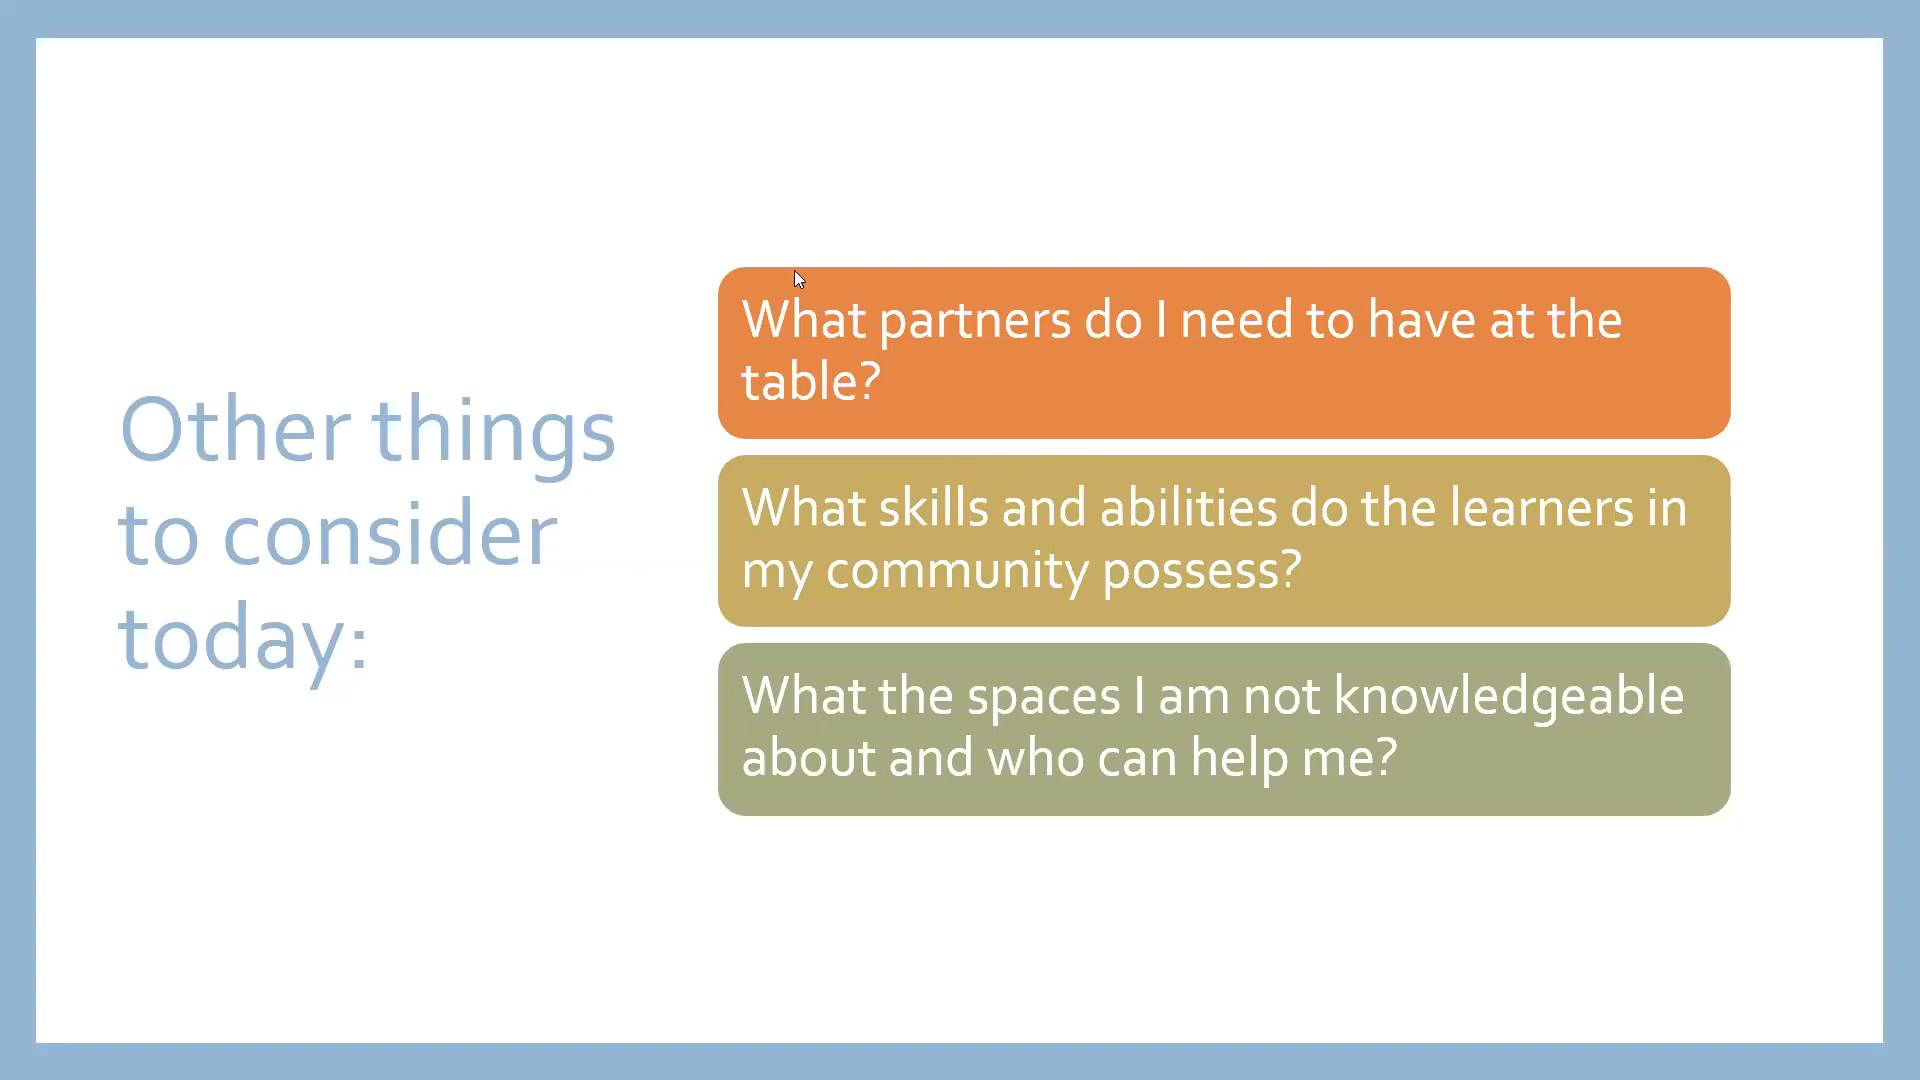 Other things
to consider
today:
What partners do I need to have at the
table?
What skills and abilities do the learners in
my community possess?
What the spaces I am not knowledgeable
about and who can help me?